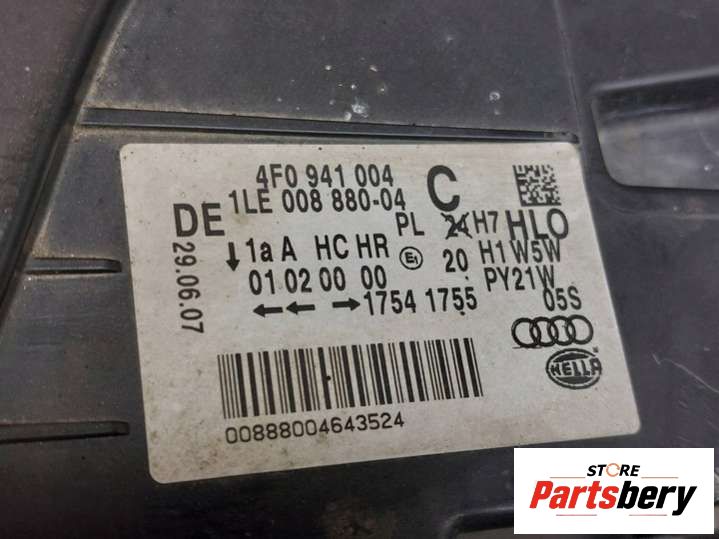 4F0 941 004
1LE 008 880-04 C
DE PL 24 H7 HLO
1a A HC HR E1 20 H1 W5W
01 02 00 00 PY21W
1754 1755 05S
29.06.07
HELLA
00888004643524
STORE
Partsbery